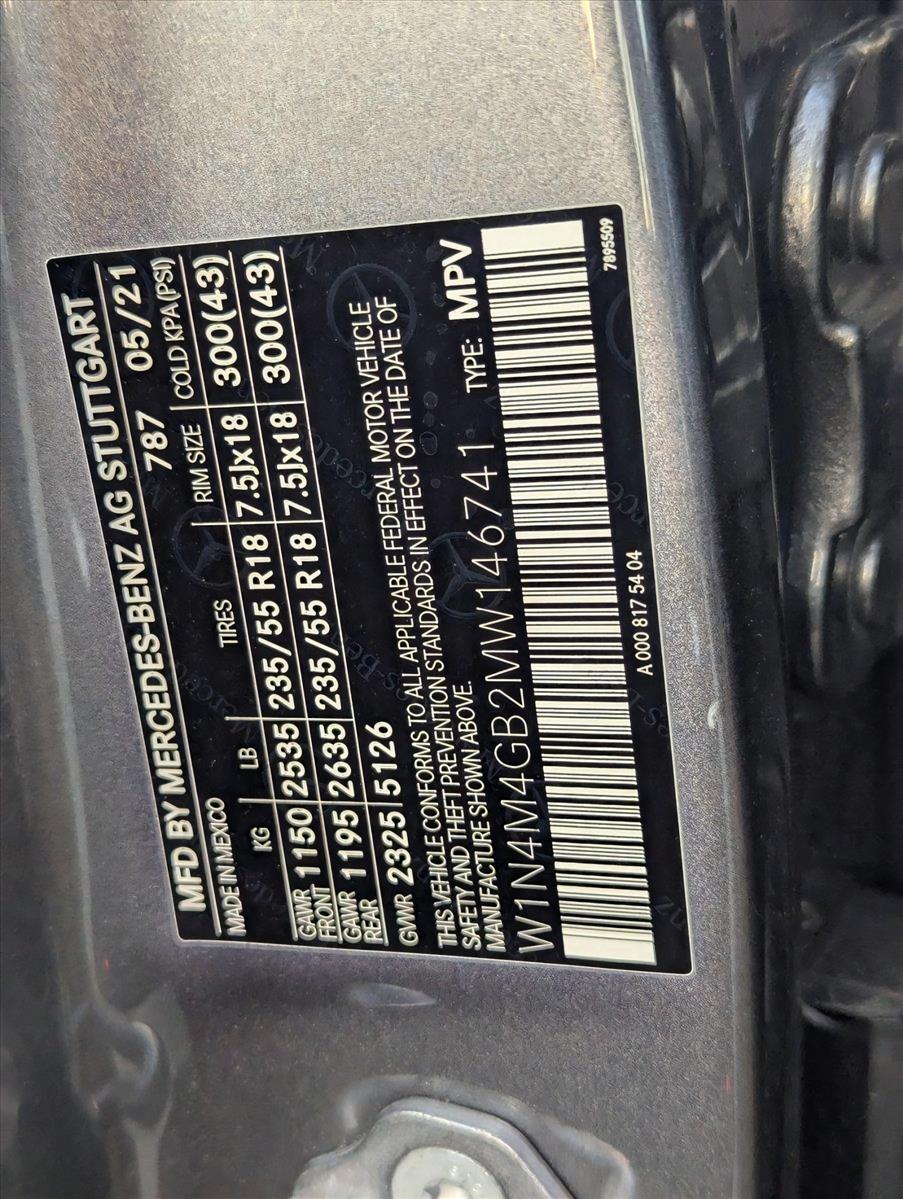 MFD BY MERCEDES-BENZ AG STUTTGART
MADE IN MEXICO 787 05/21
KG LB TIRES RIM SIZE COLD KPA(PSI)
GAWR FRONT 1150 2535 235/55 R18 7.5Jx18 300(43)
GAWR REAR 1195 2635 235/55 R18 7.5Jx18 300(43)
GWR 2325 5126
THIS VEHICLE CONFORMS TO ALL APPLICABLE FEDERAL MOTOR VEHICLE
SAFETY AND THEFT PREVENTION STANDARDS IN EFFECT ON THE DATE OF
MANUFACTURE SHOWN ABOVE.
W1N4M4GB2MW146741 TYPE: MPV
A 000 817 54 04 7895509